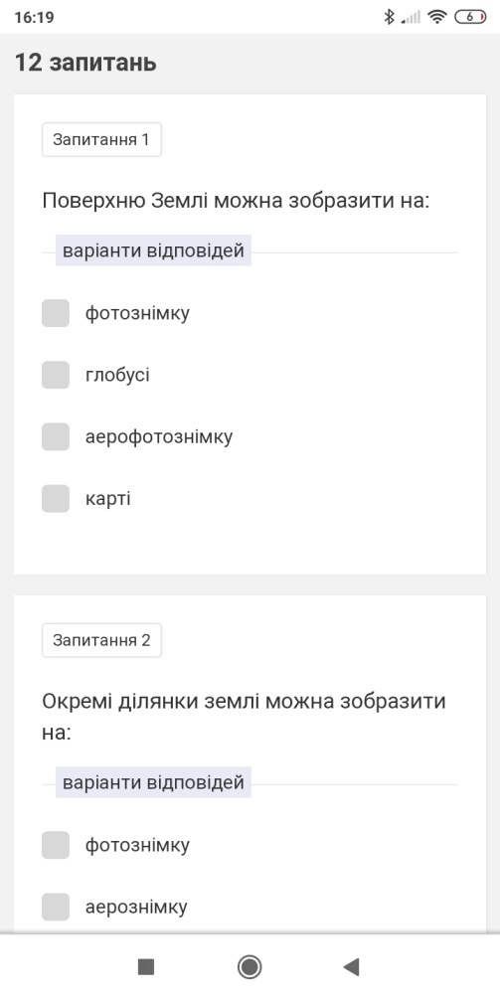 16:19
6
12 запитань
Запитання 1
Поверхню Землі можна зобразити на:
варіанти відповідей
фотознімку
глобусі
аерофотознімку
карті
Запитання 2
Окремі ділянки землі можна зобразити
на:
варіанти відповідей
фотознімку
аерознімку